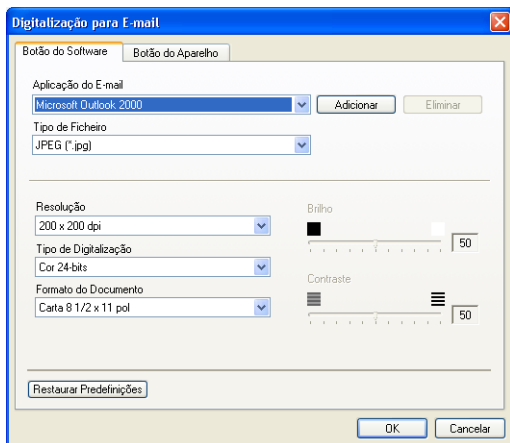 Digitalização para E-mail
Botão do Software
Botão do Aparelho
Aplicação do E-mail
Microsoft Outlook 2000
Adicionar
Eliminar
Tipo de Ficheiro
JPEG (*.jpg)
Resolução
200 x 200 dpi
Tipo de Digitalização
Cor 24-bits
Formato do Documento
Carta 8 1/2 x 11 pol
Brilho
50
Contraste
50
Restaurar Predefinições
OK
Cancelar